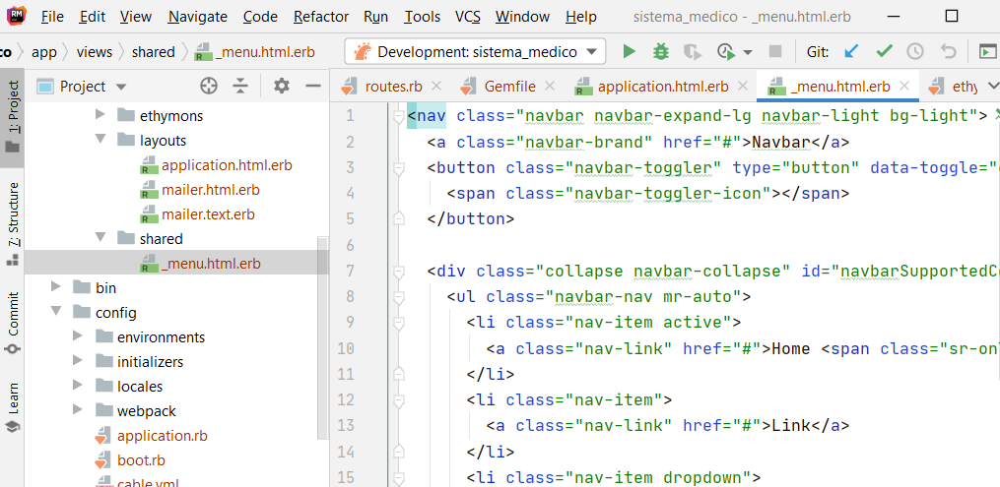 RM File Edit View Navigate Code Refactor Run Tools VCS Window Help sistema_medico - _menu.html.erb
co app views shared _menu.html.erb Development: sistema_medico Git:
Project routes.rb Gemfile application.html.erb _menu.html.erb ethy
1: Project
7: Structure
Commit
Learn
ethymons
layouts
application.html.erb
mailer.html.erb
mailer.text.erb
shared
_menu.html.erb
bin
config
environments
initializers
locales
webpack
application.rb
boot.rb
cable.yml
1 <nav class="navbar navbar-expand-lg navbar-light bg-light">
2 <a class="navbar-brand" href="#">Navbar</a>
3 <button class="navbar-toggler" type="button" data-toggle="
4 <span class="navbar-toggler-icon"></span>
5 </button>
6
7 <div class="collapse navbar-collapse" id="navbarSupportedCo
8 <ul class="navbar-nav mr-auto">
9 <li class="nav-item active">
10 <a class="nav-link" href="#">Home <span class="sr-onl
11 </li>
12 <li class="nav-item">
13 <a class="nav-link" href="#">Link</a>
14 </li>
15 <li class="nav-item dropdown">